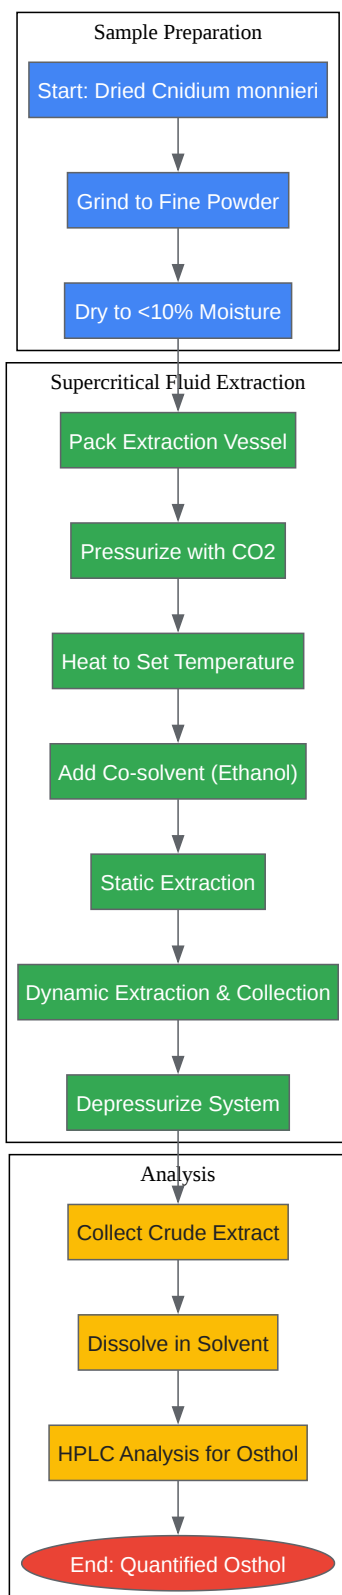 Sample Preparation
Start: Dried Cnidium monnieri
Grind to Fine Powder
Dry to <10% Moisture
Supercritical Fluid Extraction
Pack Extraction Vessel
Pressurize with CO2
Heat to Set Temperature
Add Co-solvent (Ethanol)
Static Extraction
Dynamic Extraction & Collection
Depressurize System
Analysis
Collect Crude Extract
Dissolve in Solvent
HPLC Analysis for Osthol
End: Quantified Osthol